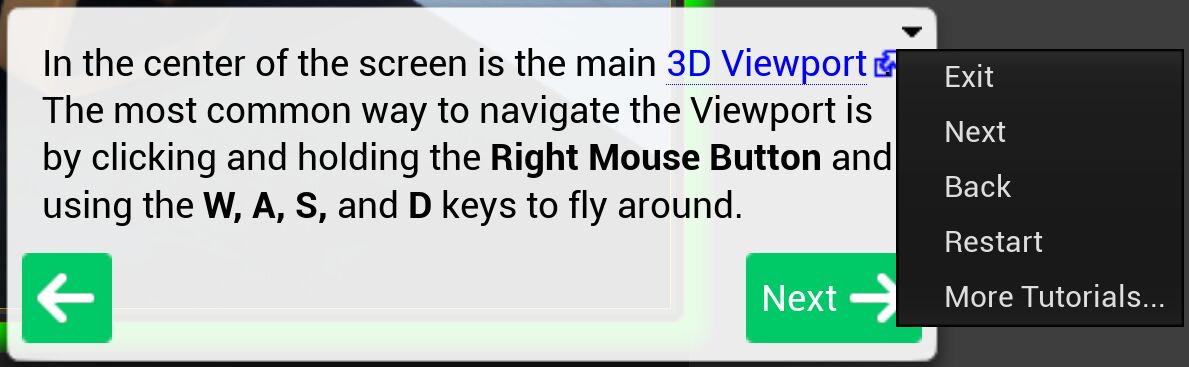 In the center of the screen is the main 3D Viewport
The most common way to navigate the Viewport is
by clicking and holding the Right Mouse Button and
using the W, A, S, and D keys to fly around.
Next
Exit
Next
Back
Restart
More Tutorials...